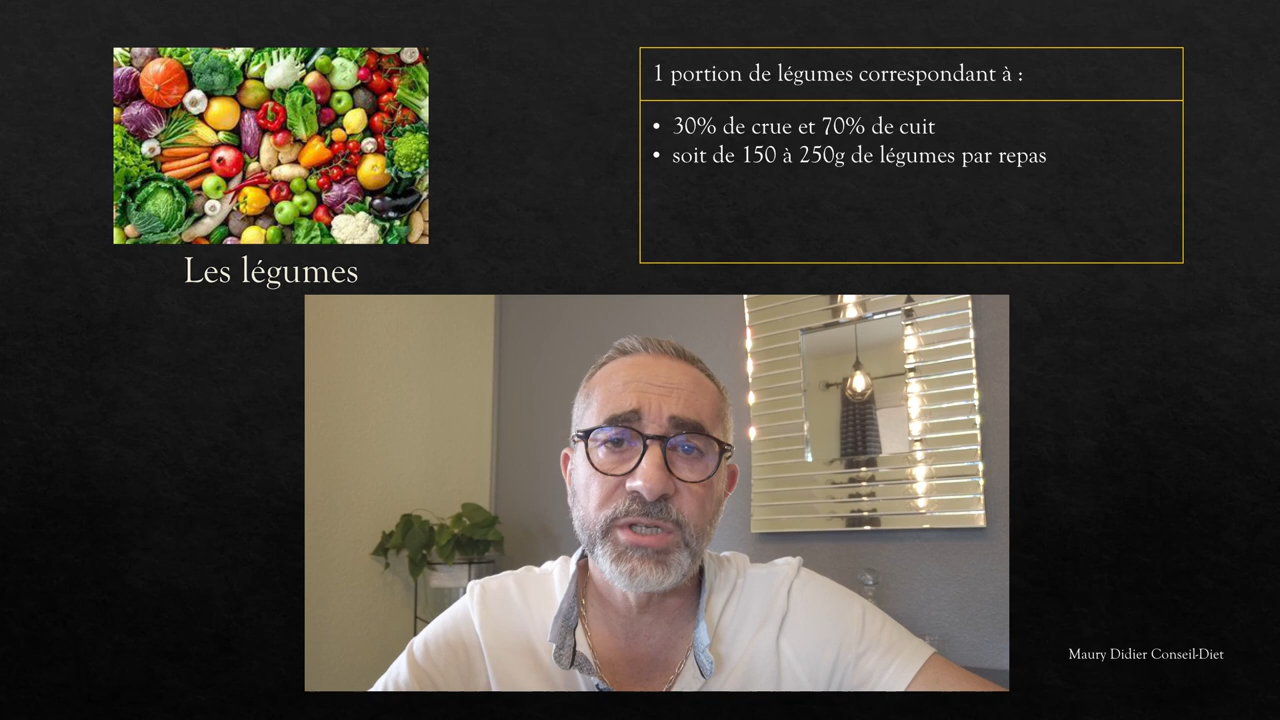 1 portion de légumes correspondant à :
• 30% de crue et 70% de cuit
• soit de 150 à 250g de légumes par repas
Les légumes
Maury Didier Conseil-Diet